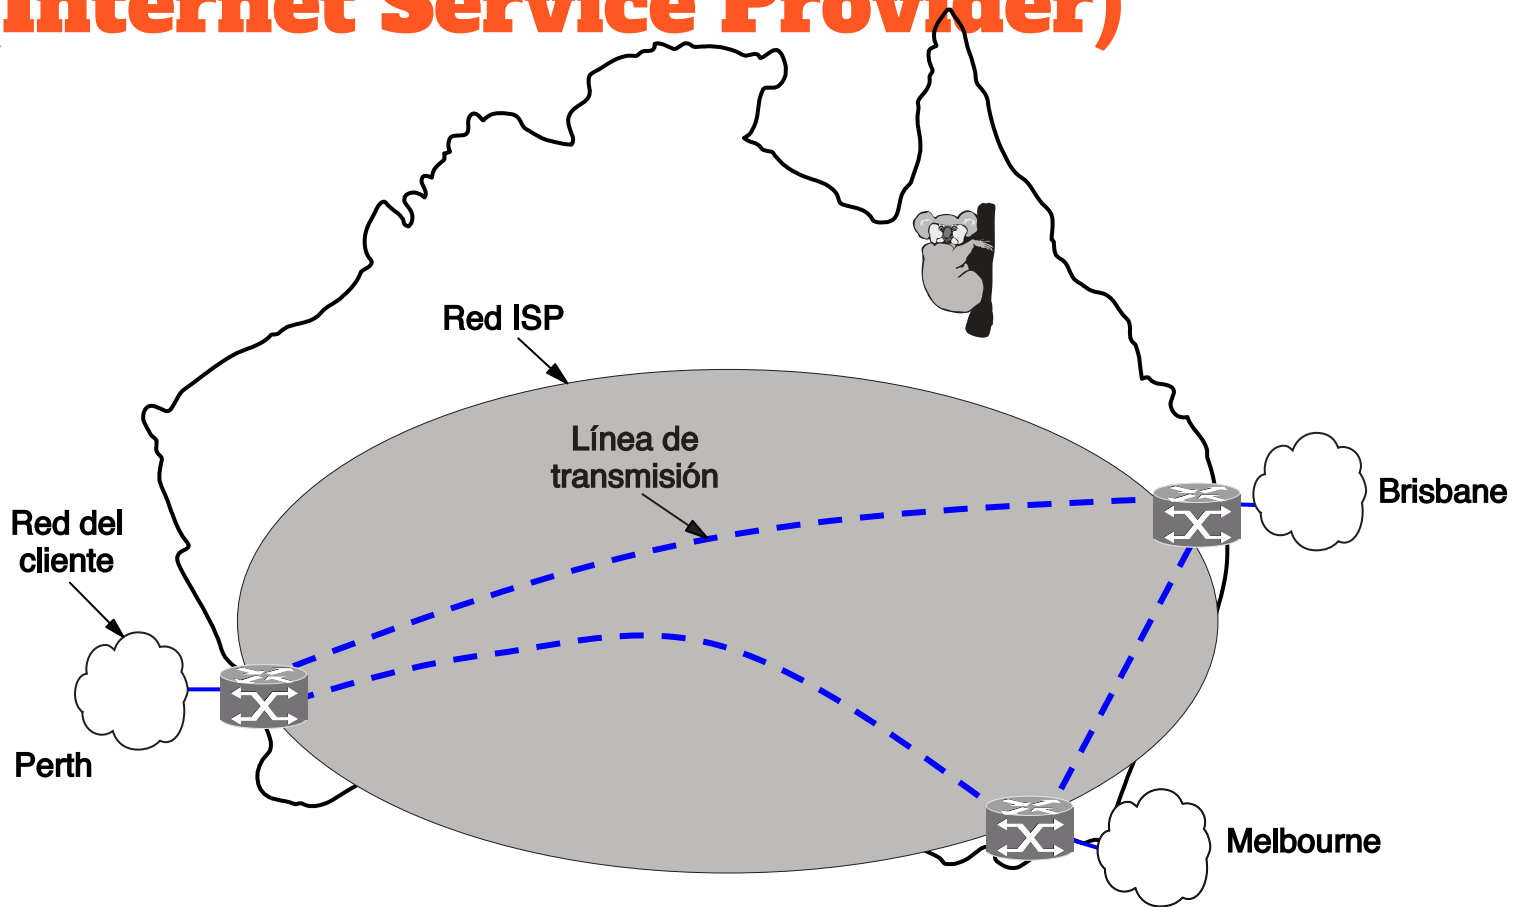 (Internet Service Provider)
Red ISP
Línea de
transmisión
Brisbane
Red del
cliente
Perth
Melbourne